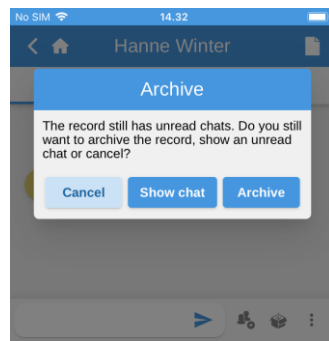 No SIM 14.32
Hanne Winter
Archive
The record still has unread chats. Do you still
want to archive the record, show an unread
chat or cancel?
Cancel Show chat Archive